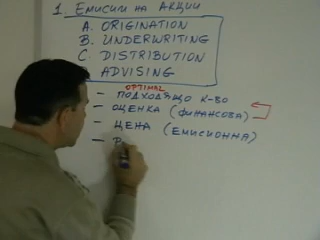 1. Емисии на акции
A. ORIGINATION
B. UNDERWRITING
C. DISTRIBUTION
ADVISING
OPTIMAL
– подходящо к-во
– оценка (финансова)
– цена (емисионна)
– Р